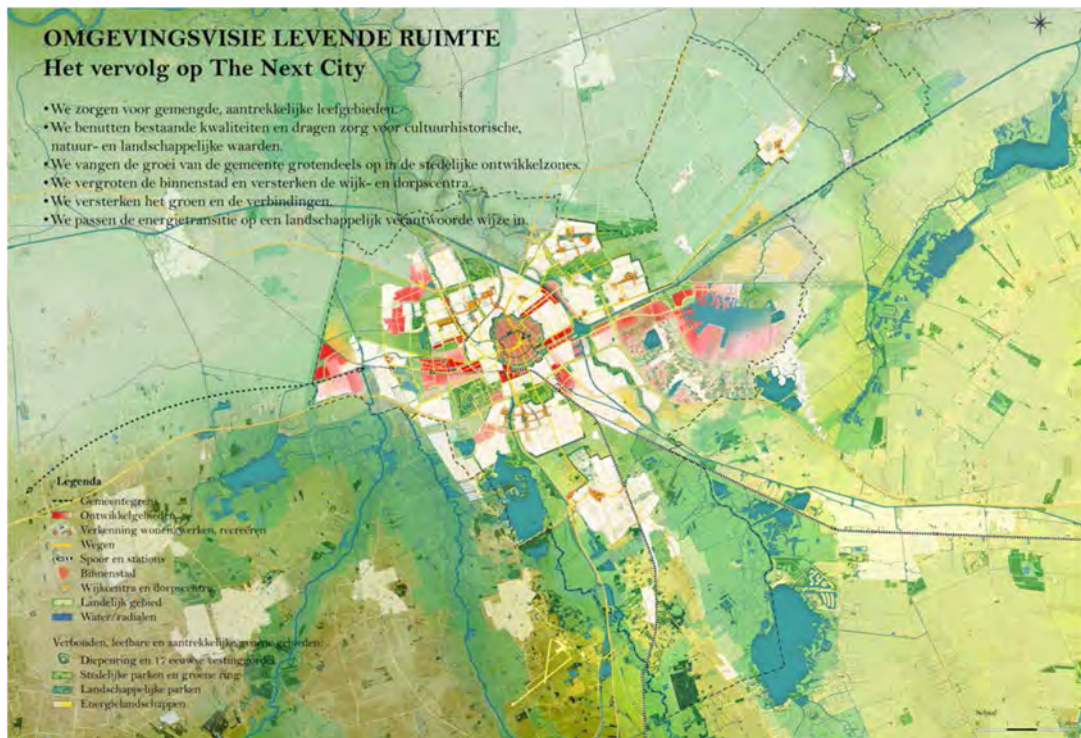 OMGEVINGSVISIE LEVENDE RUIMTE
Het vervolg op The Next City
•We zorgen voor gemengde, aantrekkelijke leefgebieden.
•We benutten bestaande kwaliteiten en dragen zorg voor cultuurhistorische,
natuur- en landschappelijke waarden.
•We vangen de groei van de gemeente grotendeels op in de stedelijke ontwikkelzones.
•We vergroten de binnenstad en versterken de wijk- en dorpscentra.
•We versterken het groen en de verbindingen.
•We passen de energietransitie op een landschappelijk verantwoorde wijze in.
Legenda
Gemeentegrens
Ontwikkelgebieden
Verkenning wonen, werken, recreëren
Wegen
Spoor en stations
Binnenstad
Wijkcentra en dorpscentra
Landelijk gebied
Water/radialen
Verbonden, leefbare en aantrekkelijke groene gebieden:
Diepenring en 17 eeuwse vestinggordel
Stedelijke parken en groene ring
Landschappelijke parken
Energielandschappen
Schaal